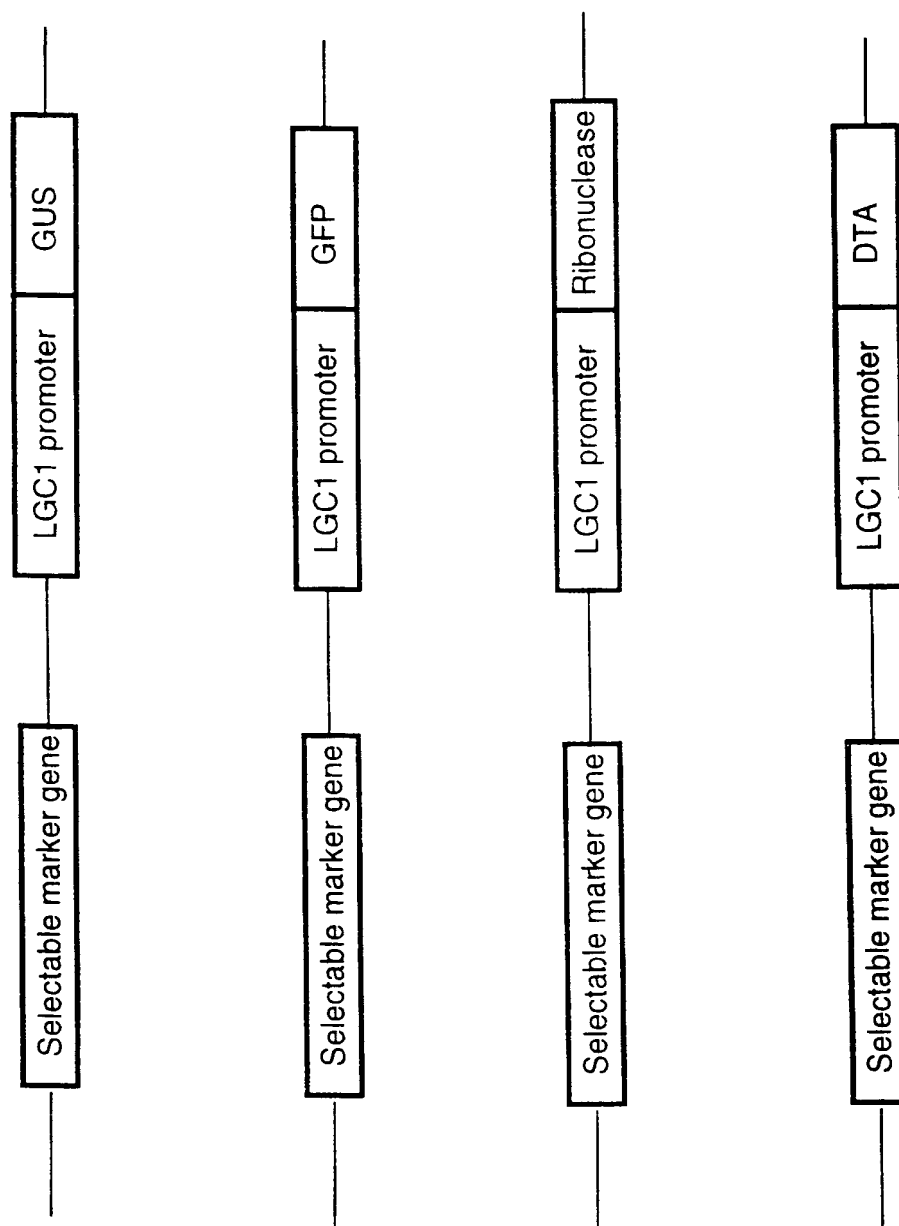 Selectable marker gene
LGC1 promoter
GUS
Selectable marker gene
LGC1 promoter
GFP
Selectable marker gene
LGC1 promoter
Ribonuclease
Selectable marker gene
LGC1 promoter
DTA